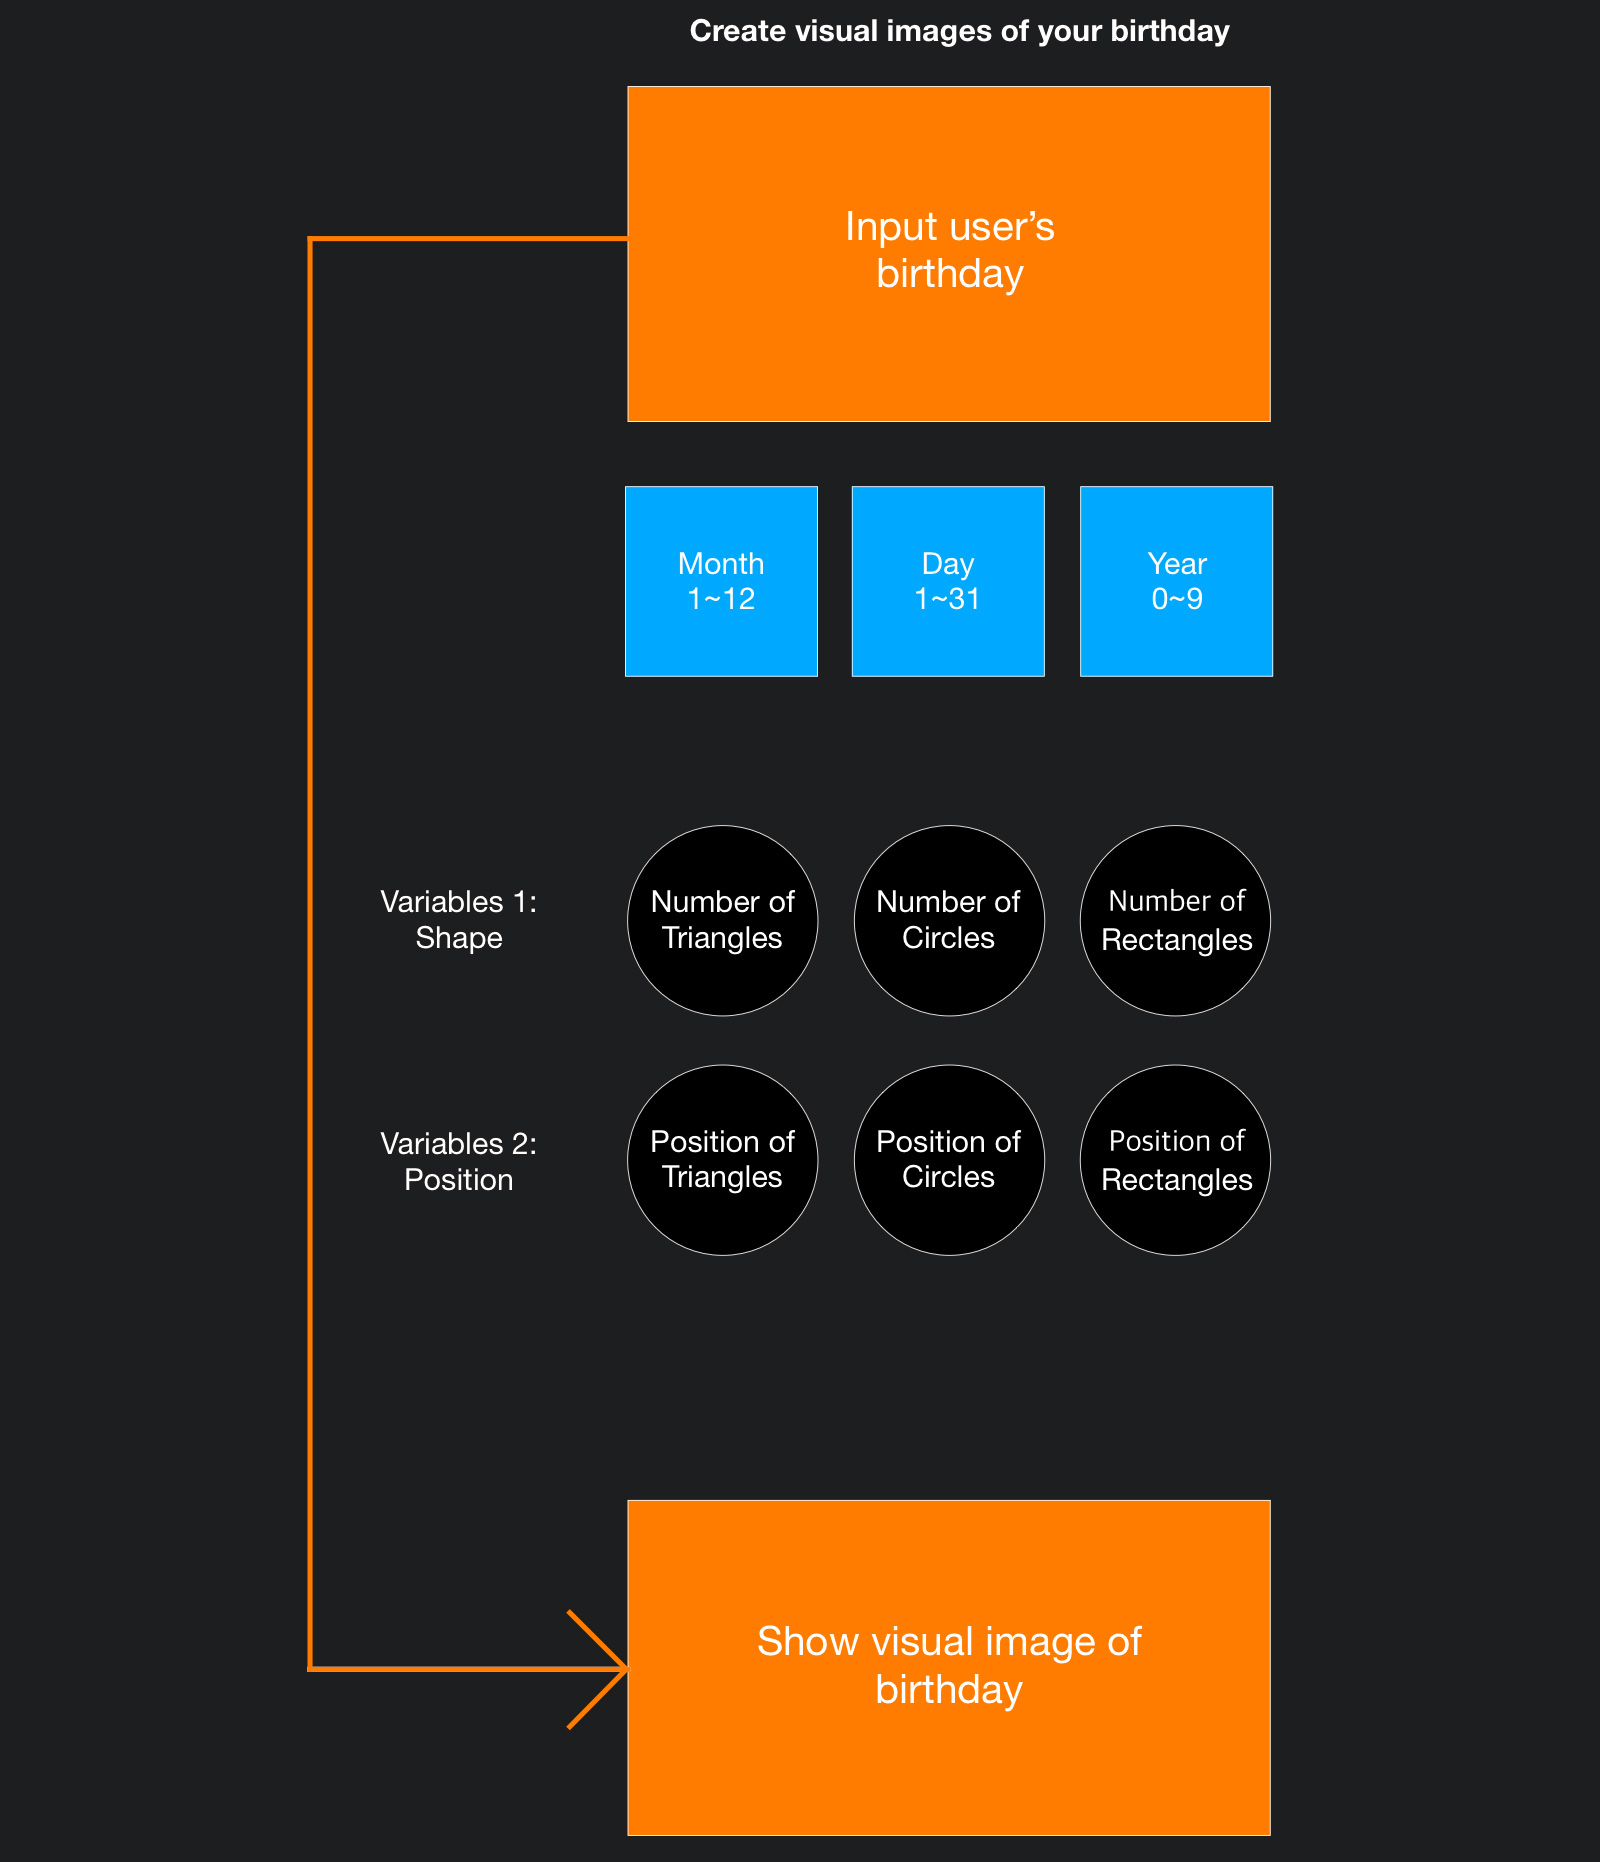 Create visual images of your birthday
Input user’s
birthday
Month
1~12
Day
1~31
Year
0~9
Variables 1:
Shape
Number of
Triangles
Number of
Circles
Number of
Rectangles
Variables 2:
Position
Position of
Triangles
Position of
Circles
Position of
Rectangles
Show visual image of
birthday